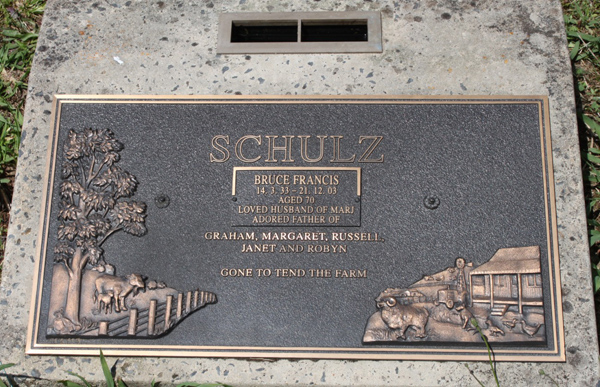 SCHULZ
BRUCE FRANCIS
14. 3. 33 - 21. 12. 03
AGED 70
LOVED HUSBAND OF MARJ
ADORED FATHER OF
GRAHAM, MARGARET, RUSSELL,
JANET AND ROBYN
GONE TO TEND THE FARM